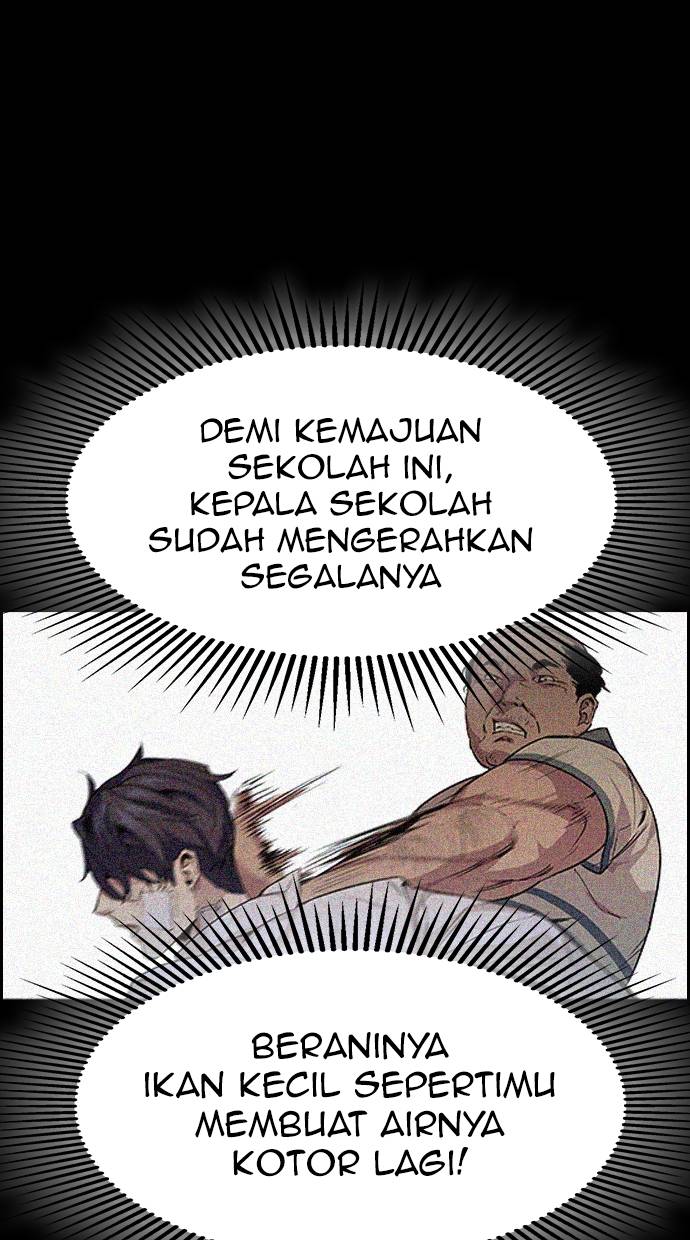 DEMI KEMAJUAN
SEKOLAH INI,
KEPALA SEKOLAH
SUDAH MENGERAHKAN
SEGALANYA
BERANINYA
IKAN KECIL SEPERTIMU
MEMBUAT AIRNYA
KOTOR LAGI!